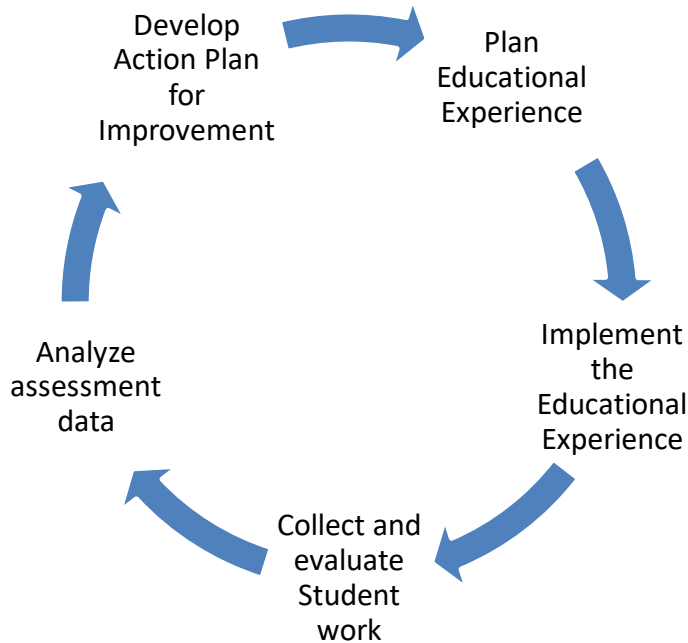 Develop
Action Plan
for
Improvement
Plan
Educational
Experience
Implement
the
Educational
Experience
Collect and
evaluate
Student
work
Analyze
assessment
data